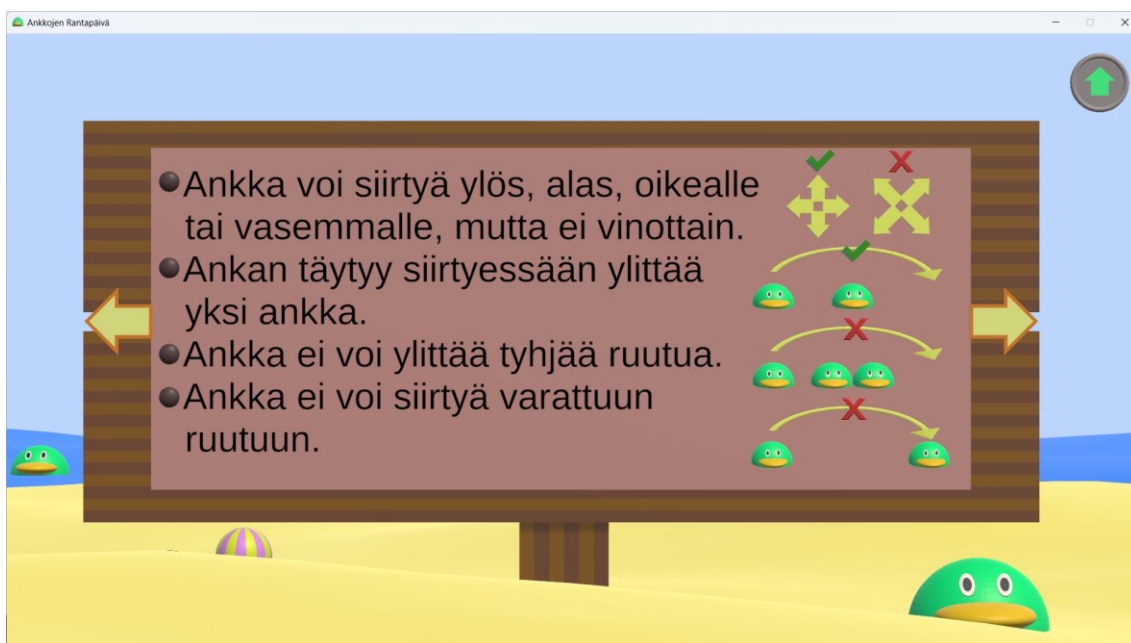 Ankkojen Rantapäivä
Ankka voi siirtyä ylös, alas, oikealle
tai vasemmalle, mutta ei vinottain.
Ankan täytyy siirtyessään ylittää
yksi ankka.
Ankka ei voi ylittää tyhjää ruutua.
Ankka ei voi siirtyä varattuun
ruutuun.